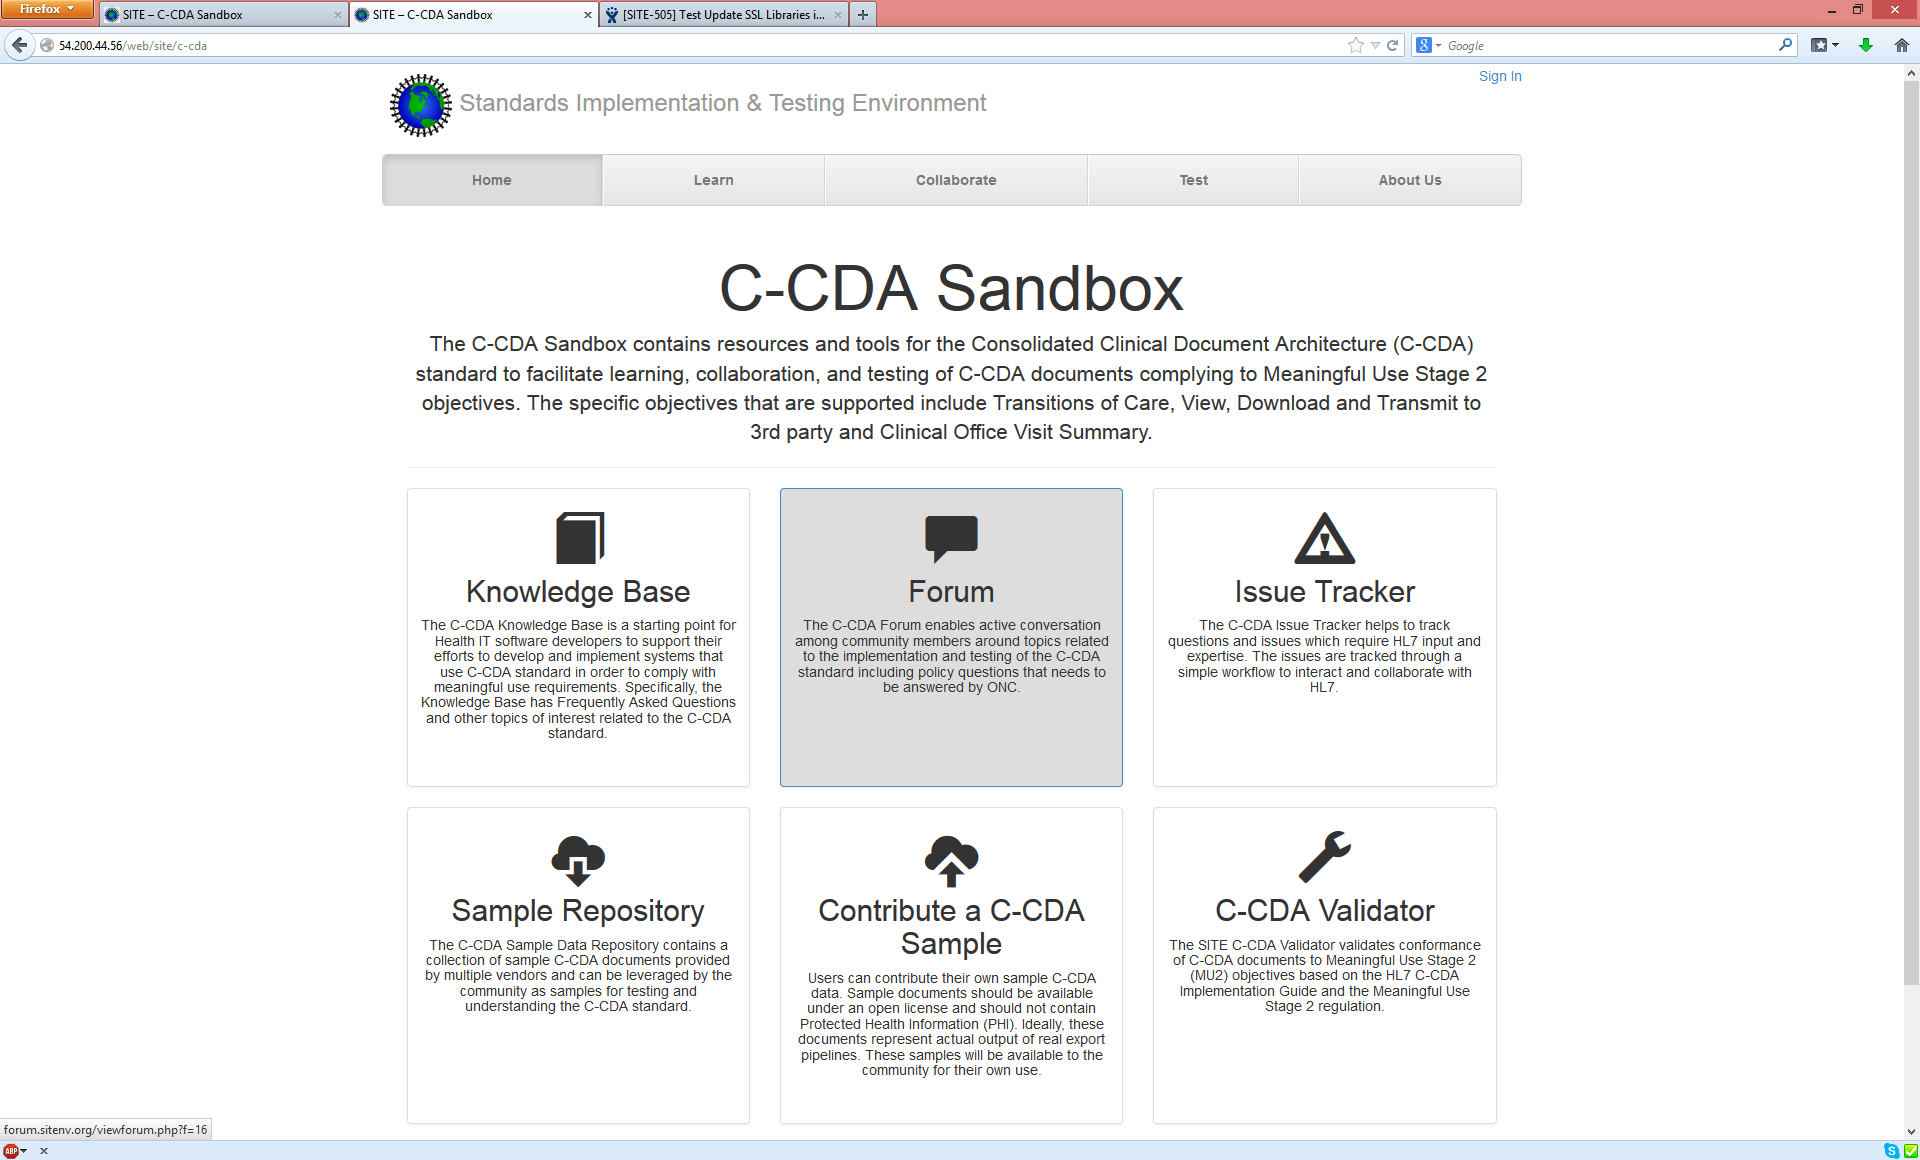 Firefox
SITE – C-CDA Sandbox
SITE – C-CDA Sandbox
[SITE-505] Test Update SSL Libraries i...
54.200.44.56/web/site/c-cda
8
Google
Sign In
Standards Implementation & Testing Environment
Home
Learn
Collaborate
Test
About Us
C-CDA Sandbox
The C-CDA Sandbox contains resources and tools for the Consolidated Clinical Document Architecture (C-CDA)
standard to facilitate learning, collaboration, and testing of C-CDA documents complying to Meaningful Use Stage 2
objectives. The specific objectives that are supported include Transitions of Care, View, Download and Transmit to
3rd party and Clinical Office Visit Summary.
Knowledge Base
The C-CDA Knowledge Base is a starting point for
Health IT software developers to support their
efforts to develop and implement systems that
use C-CDA standard in order to comply with
meaningful use requirements. Specifically, the
Knowledge Base has Frequently Asked Questions
and other topics of interest related to the C-CDA
standard.
Forum
The C-CDA Forum enables active conversation
among community members around topics related
to the implementation and testing of the C-CDA
standard including policy questions that needs to
be answered by ONC.
Issue Tracker
The C-CDA Issue Tracker helps to track
questions and issues which require HL7 input and
expertise. The issues are tracked through a
simple workflow to interact and collaborate with
HL7.
Sample Repository
The C-CDA Sample Data Repository contains a
collection of sample C-CDA documents provided
by multiple vendors and can be leveraged by the
community as samples for testing and
understanding the C-CDA standard.
Contribute a C-CDA
Sample
Users can contribute their own sample C-CDA
data. Sample documents should be available
under an open license and should not contain
Protected Health Information (PHI). Ideally, these
documents represent actual output of real export
pipelines. These samples will be available to the
community for their own use.
C-CDA Validator
The SITE C-CDA Validator validates conformance
of C-CDA documents to Meaningful Use Stage 2
(MU2) objectives based on the HL7 C-CDA
Implementation Guide and the Meaningful Use
Stage 2 regulation.
forum.sitenv.org/viewforum.php?f=16
ABP